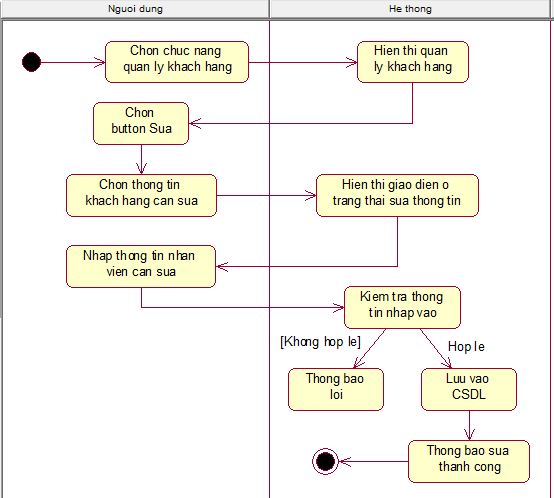 Nguoi dung
He thong
Chon chuc nang
quan ly khach hang
Hien thi quan
ly khach hang
Chon
button Sua
Chon thong tin
khach hang can sua
Hien thi giao dien o
trang thai sua thong tin
Nhap thong tin nhan
vien can sua
Kiem tra thong
tin nhap vao
[Khong hop le]
Hop le
Thong bao
loi
Luu vao
CSDL
Thong bao sua
thanh cong